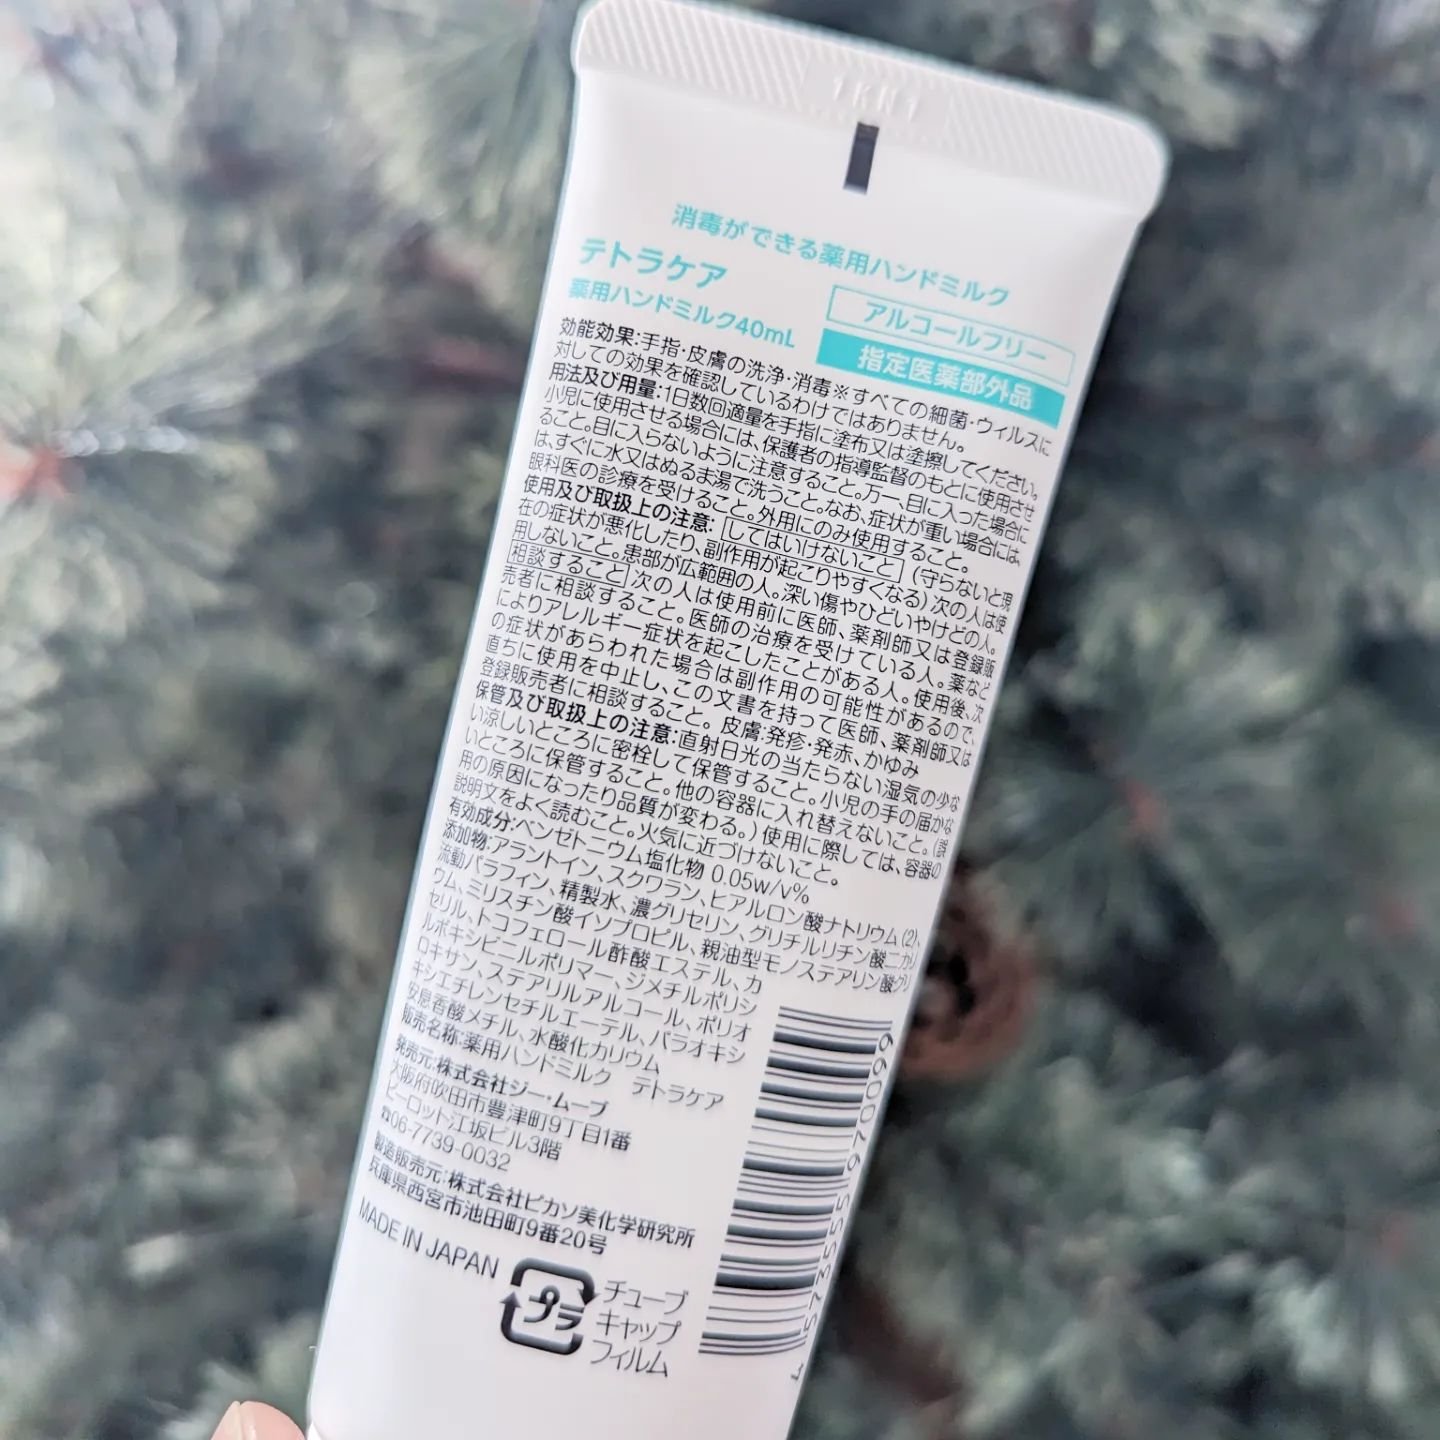 1KN1
消毒ができる薬用ハンドミルク
テトラケア
薬用ハンドミルク40mL
アルコールフリー
指定医薬部外品
効能効果:手指・皮膚の洗浄・消毒※すべての細菌・ウィルスに
対しての効果を確認しているわけではありません。
用法及び用量:1日数回適量を手指に塗布又は塗擦してください。
小児に使用させる場合には、保護者の指導監督のもとに使用させ
ること。目に入らないように注意すること。万一、目に入った場合に
は、すぐに水又はぬるま湯で洗うこと。なお、症状が重い場合には、
眼科医の診療を受けること。外用にのみ使用すること。
使用及び取扱上の注意: してはいけないこと (守らないと現
在の症状が悪化したり、副作用が起こりやすくなる)次の人は使
用しないこと。患部が広範囲の人。深い傷やひどいやけどの人。
相談すること 次の人は使用前に医師、薬剤師又は登録販
売者に相談すること。医師の治療を受けている人。薬など
によりアレルギー症状を起こしたことがある人。使用後、次
の症状があらわれた場合は副作用の可能性があるので、
直ちに使用を中止し、この文書を持って医師、薬剤師又は
登録販売者に相談すること。 皮膚:発疹・発赤、かゆみ
保管及び取扱上の注意:直射日光の当たらない湿気の少な
い涼しいところに密栓して保管すること。小児の手の届かな
いところに保管すること。他の容器に入れ替えないこと。(誤
用の原因になったり品質が変わる。)使用に際しては、容器の
説明文をよく読むこと。火気に近づけないこと。
有効成分:ベンゼトニウム塩化物 0.05w/v%
添加物:アラントイン、スクワラン、ヒアルロン酸ナトリウム(2)、
流動パラフィン、精製水、濃グリセリン、グリチルリチン酸二カリ
ウム、ミリスチン酸イソプロピル、親油型モノステアリン酸グリ
セリル、トコフェロール酢酸エステル、カ
ルボキシビニルポリマー、ジメチルポリシ
ロキサン、ステアリルアルコール、ポリオ
キシエチレンセチルエーテル、パラオキシ
安息香酸メチル、水酸化カリウム
販売名称:薬用ハンドミルク テトラケア
発売元:株式会社ジー・ムーブ
大阪府吹田市豊津町9丁目1番
ビーロット江坂ビル3階
☎06-7739-0032
製造販売元:株式会社ピカソ美化学研究所
兵庫県西宮市池田町9番20号
MADE IN JAPAN
プラ
チューブ
キャップ
フィルム